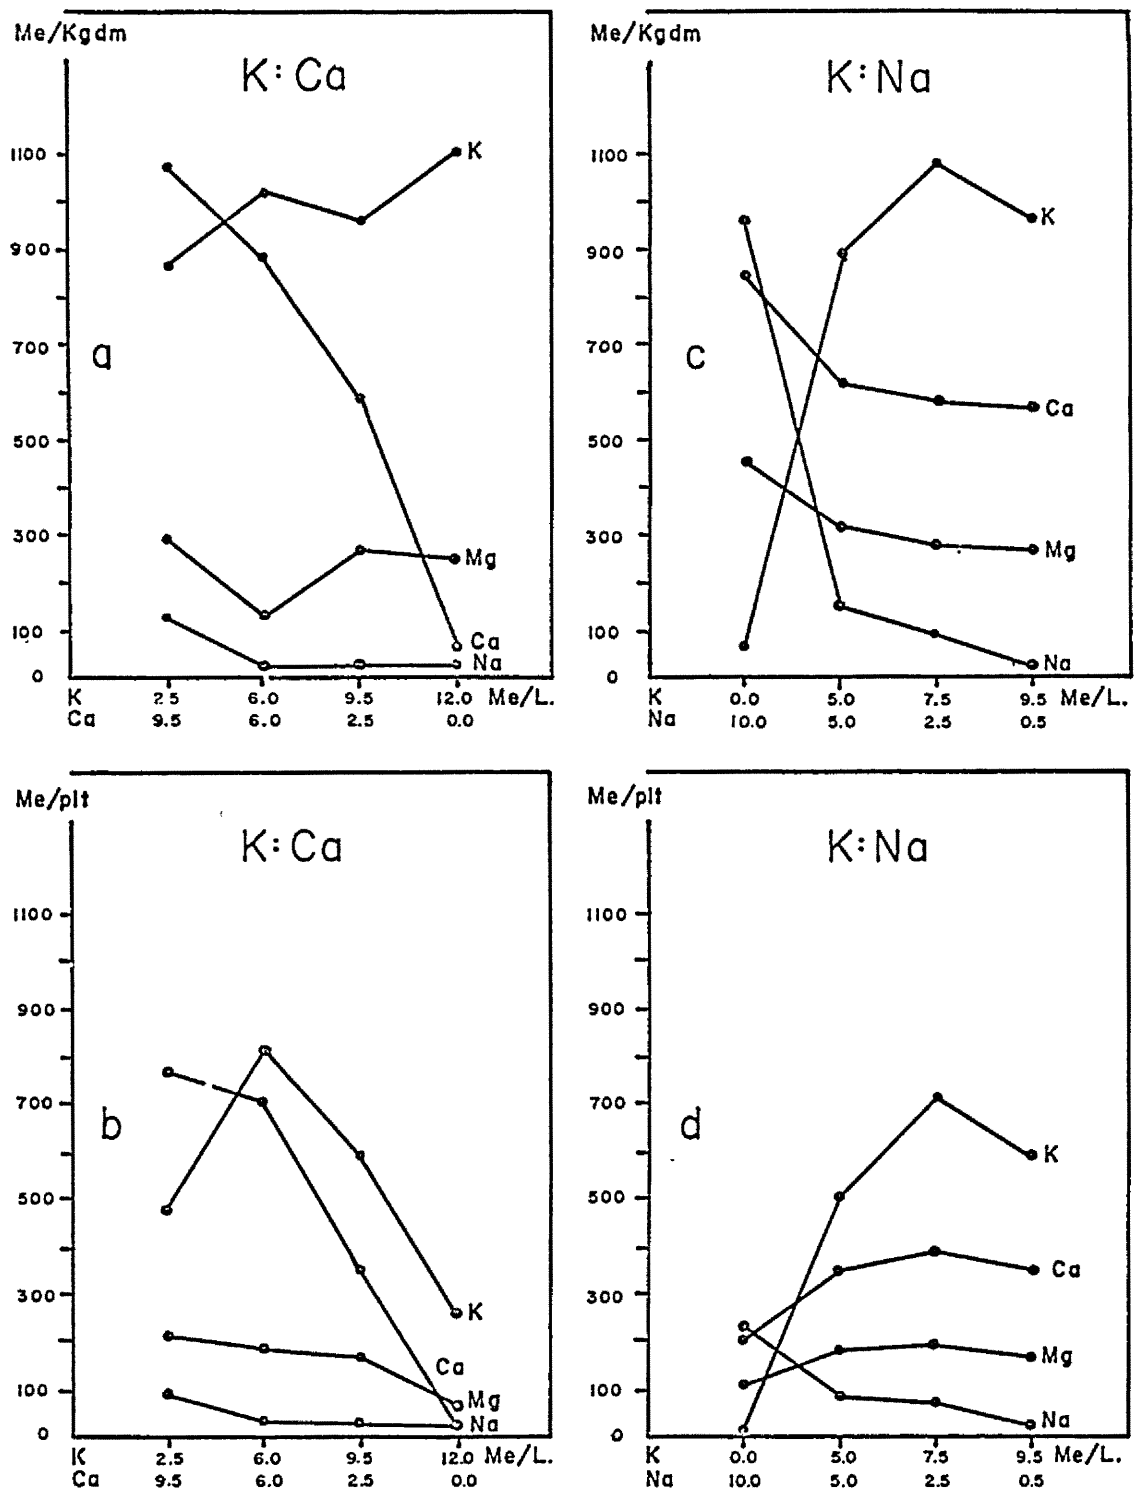 Me/Kgdm
K: Ca
1100
900
700
500
300
100
0
a
K
Mg
Ca
Na
K 2.5 6.0 9.5 12.0 Me/L.
Ca 9.5 6.0 2.5 0.0
Me/Kgdm
K: Na
1100
900
700
500
300
100
0
c
K
Ca
Mg
Na
K 0.0 5.0 7.5 9.5 Me/L.
Na 10.0 5.0 2.5 0.5
Me/plt
K: Ca
1100
900
700
500
300
100
0
b
K
Ca
Mg
Na
K 2.5 6.0 9.5 12.0 Me/L.
Ca 9.5 6.0 2.5 0.0
Me/plt
K: Na
1100
900
700
500
300
100
0
d
K
Ca
Mg
Na
K 0.0 5.0 7.5 9.5 Me/L.
Na 10.0 5.0 2.5 0.5